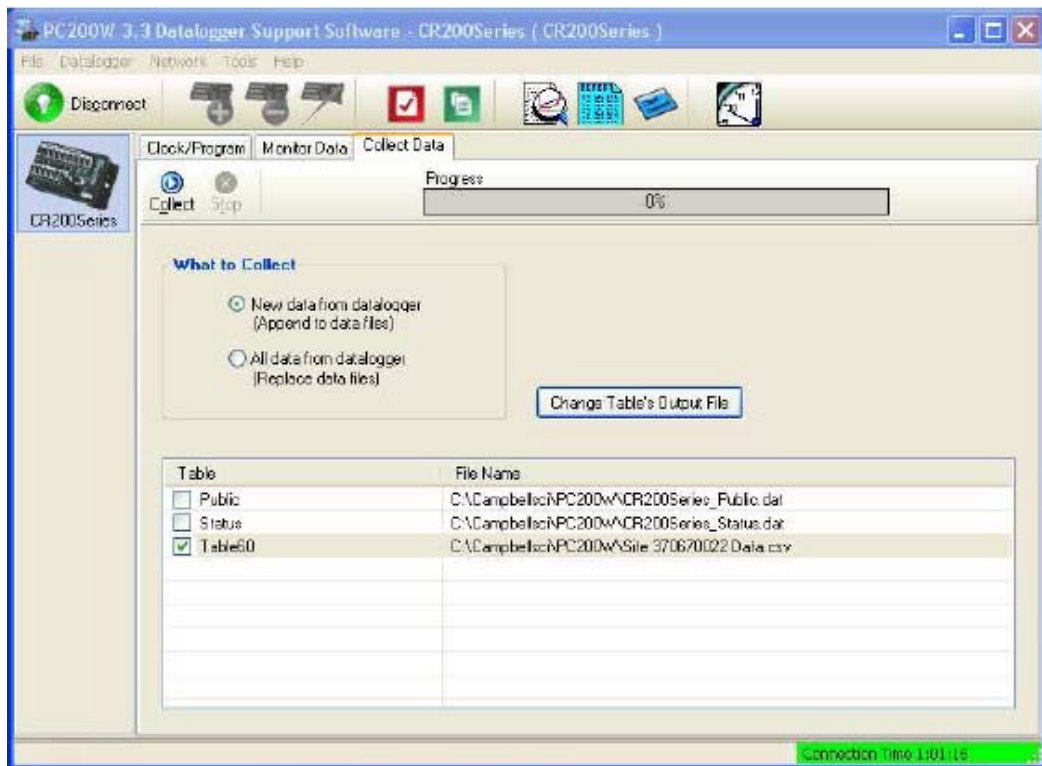 PC200W 3.3 Datalogger Support Software - CR200Series ( CR200Series )
File Datalogger Network Tools Help
Disconnect
CR200Series
Clock/Program Monitor Data Collect Data
Collect Stop
Progress
0%
What to Collect
New data from datalogger
(Append to data files)
All data from datalogger
(Replace data files)
Change Table's Output File
Table File Name
Public C:\Campbellsci\PC200W\CR200Series_Public.dat
Status C:\Campbellsci\PC200W\CR200Series_Status.dat
Table60 C:\Campbellsci\PC200W\Site 370670022 Data.csv
Connection Time 1:01:16